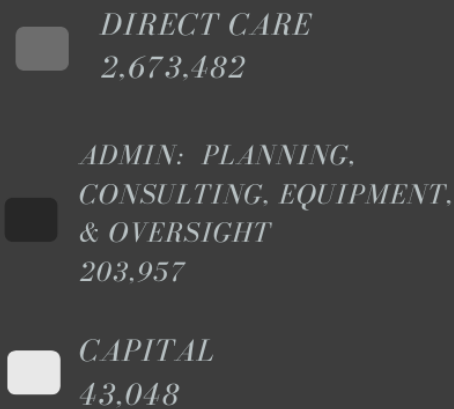 DIRECT CARE
2,673,482
ADMIN: PLANNING,
CONSULTING, EQUIPMENT,
& OVERSIGHT
203,957
CAPITAL
43,048